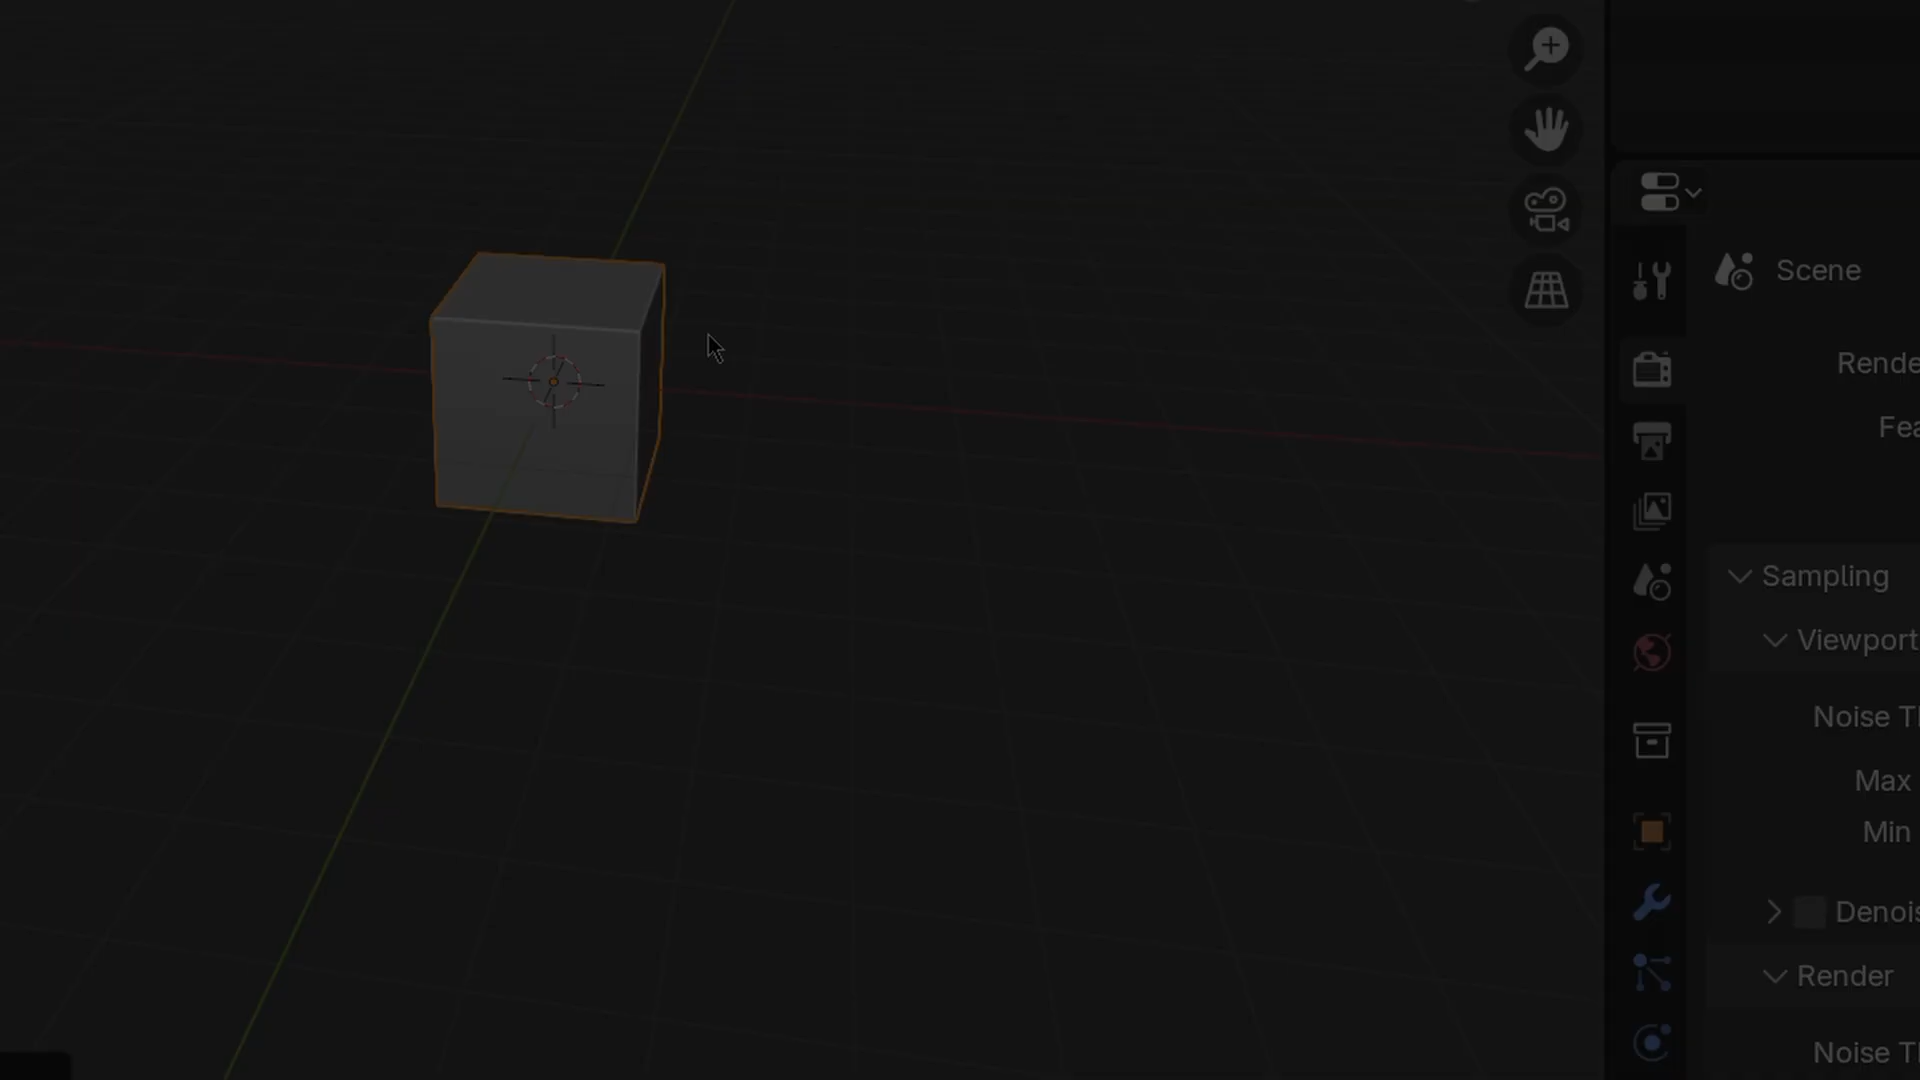 Scene
Rende
Fea
Sampling
Viewport
Noise T
Max
Min
Denois
Render
Noise T